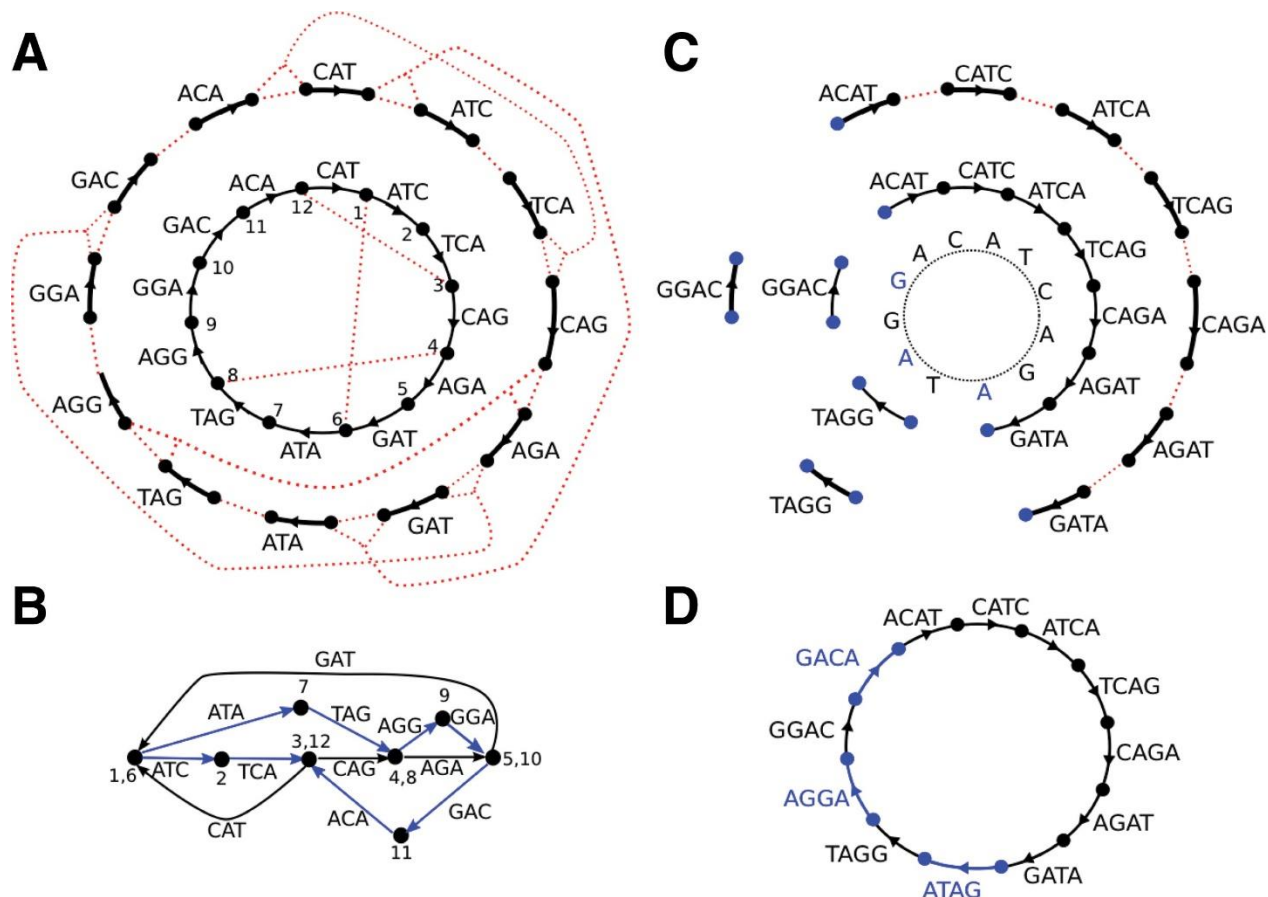 A
CAT
ACA
ATC
GAC
TCA
GGA
CAG
AGG
AGA
TAG
GAT
ATA
CAT
ACA
ATC
12
1
GAC
11
2
TCA
10
3
GGA
CAG
9
4
AGG
AGA
8
5
TAG
7
6
GAT
ATA
B
GAT
7
9
ATA
TAG
AGG
GGA
3,12
5,10
1,6
ATC
2
TCA
CAG
4,8
AGA
CAT
ACA
GAC
11
C
ACAT
CATC
ATCA
TCAG
CAGA
AGAT
GATA
TAGG
GGAC
ACAT
CATC
ATCA
TCAG
CAGA
AGAT
GATA
TAGG
GGAC
A
C
A
T
C
A
G
A
T
A
G
G
D
ACAT
CATC
ATCA
TCAG
CAGA
AGAT
GATA
ATAG
TAGG
AGGA
GGAC
GACA